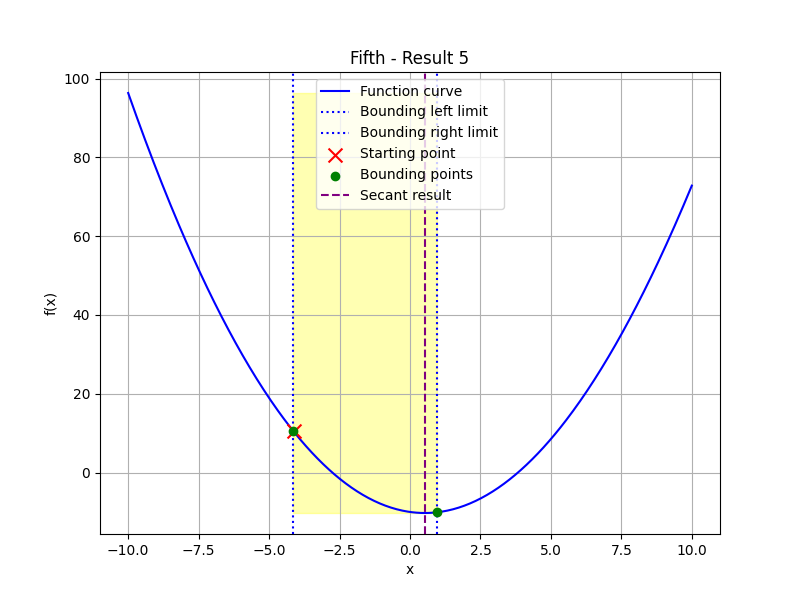 Fifth - Result 5
100
80
60
40
20
0
f(x)
Function curve
Bounding left limit
Bounding right limit
Starting point
Bounding points
Secant result
−10.0 −7.5 −5.0 −2.5 0.0 2.5 5.0 7.5 10.0
x